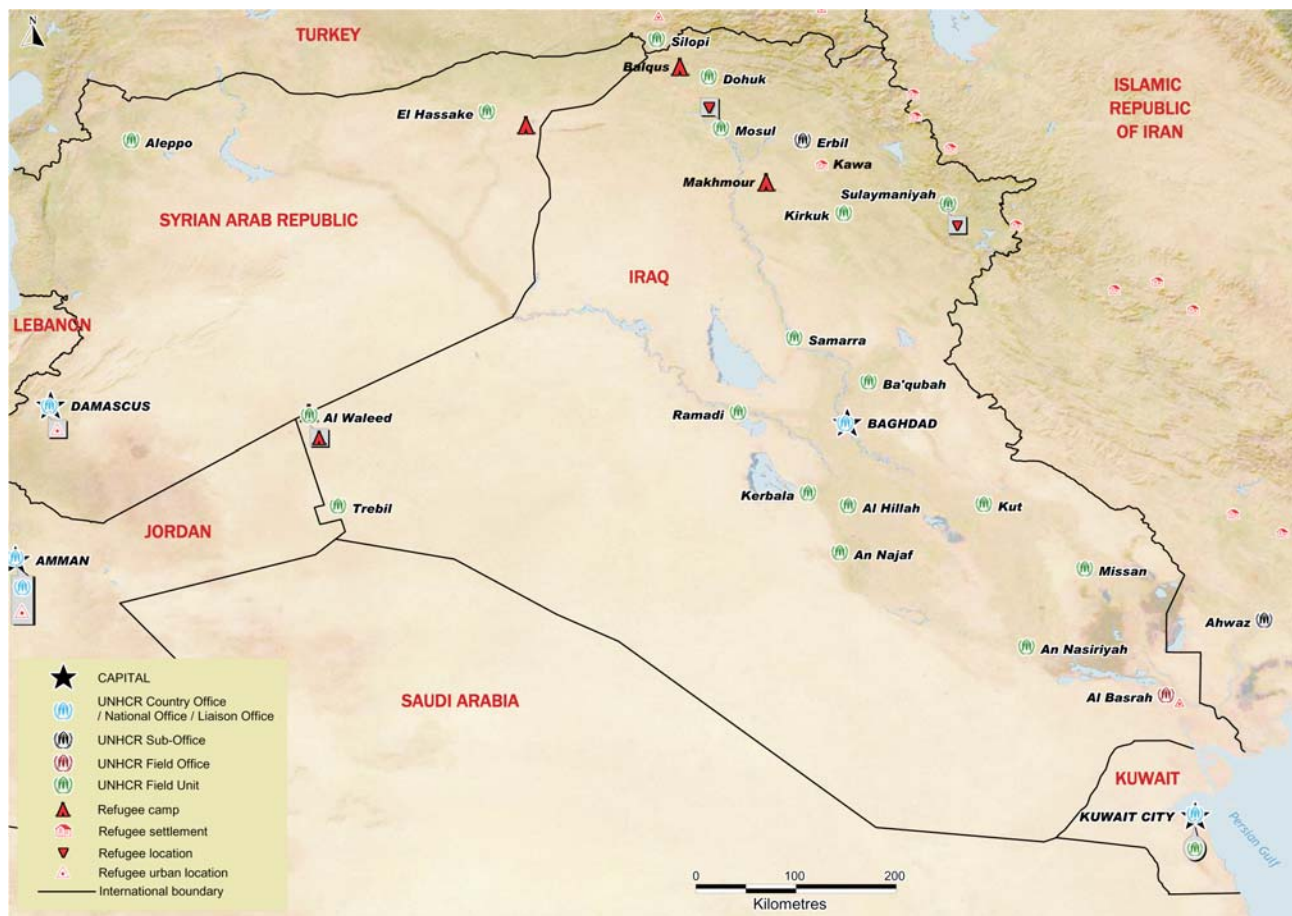 N
TURKEY
Silopi
Balqus
Dohuk
ISLAMIC
REPUBLIC
OF IRAN
El Hassake
Aleppo
Mosul
Erbil
Kawa
Makhmour
Sulaymaniyah
Kirkuk
SYRIAN ARAB REPUBLIC
IRAQ
LEBANON
Samarra
Ba'qubah
DAMASCUS
Al Waleed
Ramadi
BAGHDAD
Kerbala
Trebil
Al Hillah
Kut
JORDAN
An Najaf
AMMAN
Missan
Ahwaz
An Nasiriyah
SAUDI ARABIA
Al Basrah
KUWAIT
KUWAIT CITY
Persian Gulf
CAPITAL
UNHCR Country Office
/ National Office / Liaison Office
UNHCR Sub-Office
UNHCR Field Office
UNHCR Field Unit
Refugee camp
Refugee settlement
Refugee location
Refugee urban location
International boundary
0 100 200
Kilometres